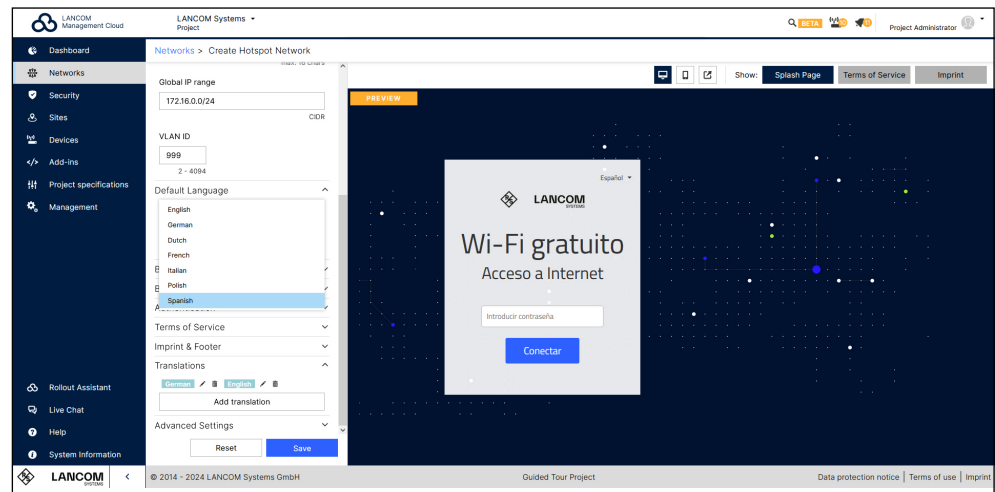 LANCOM
Management Cloud
LANCOM Systems
Project
BETA
Project Administrator
Dashboard
Networks
Security
Sites
Devices
Add-ins
Project specifications
Management
Rollout Assistant
Live Chat
Help
System Information
LANCOM
SYSTEMS
Networks > Create Hotspot Network
max. 16 chars
Global IP range
172.16.0.0/24
CIDR
VLAN ID
999
2 - 4094
Default Language
English
German
Dutch
French
Italian
Polish
Spanish
Terms of Service
Imprint & Footer
Translations
German English
Add translation
Advanced Settings
Reset Save
Show: Splash Page Terms of Service Imprint
PREVIEW
Español
LANCOM
SYSTEMS
Wi-Fi gratuito
Acceso a Internet
Introducir contraseña
Conectar
© 2014 - 2024 LANCOM Systems GmbH
Guided Tour Project
Data protection notice | Terms of use | Imprint